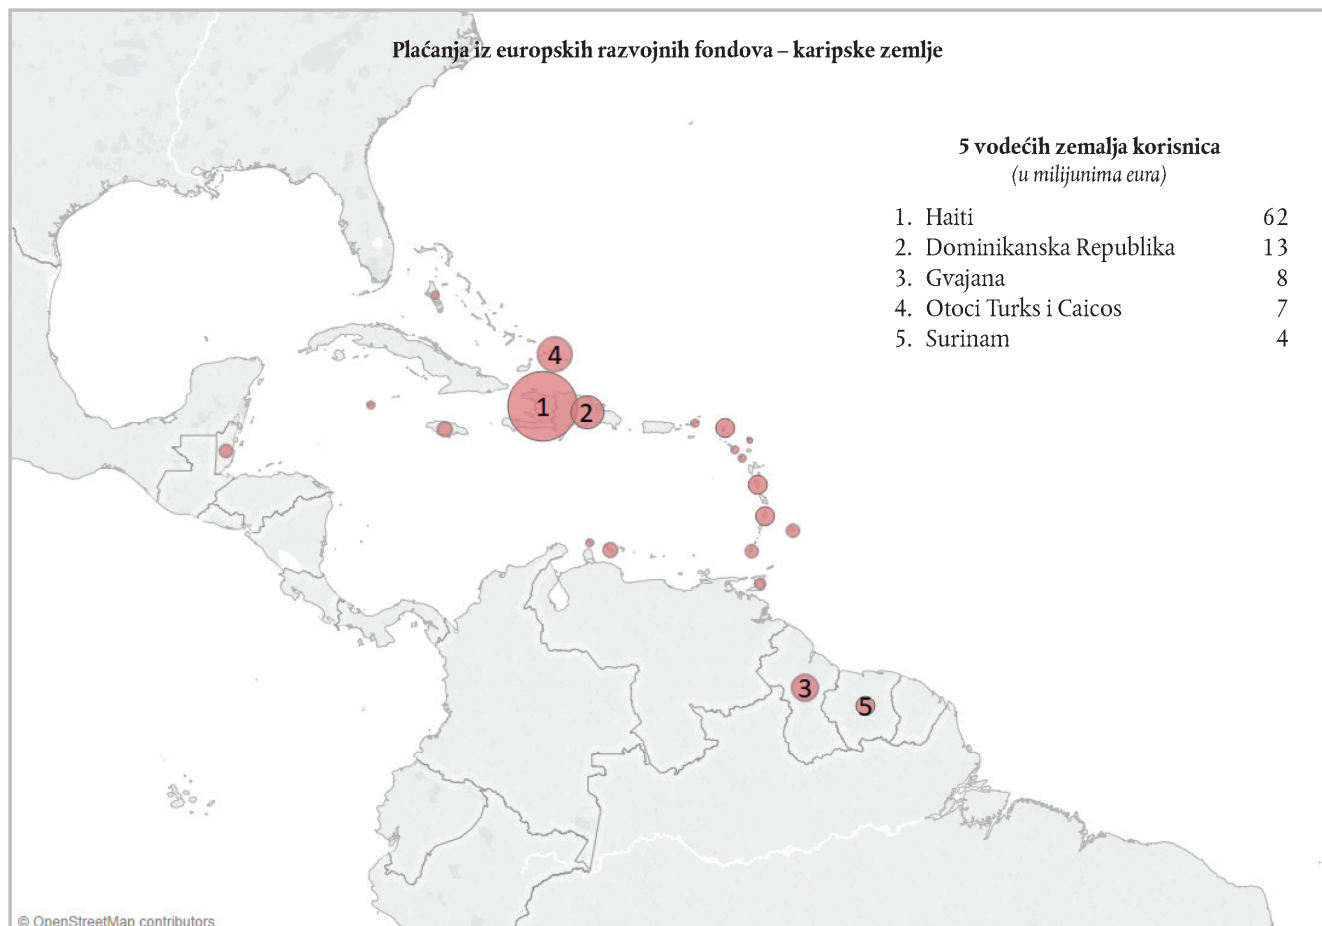 Plaćanja iz europskih razvojnih fondova – karipske zemlje
5 vodećih zemalja korisnica
(u milijunima eura)
1. Haiti 62
2. Dominikanska Republika 13
3. Gvajana 8
4. Otoci Turks i Caicos 7
5. Surinam 4
4
1
2
3
5
© OpenStreetMap contributors